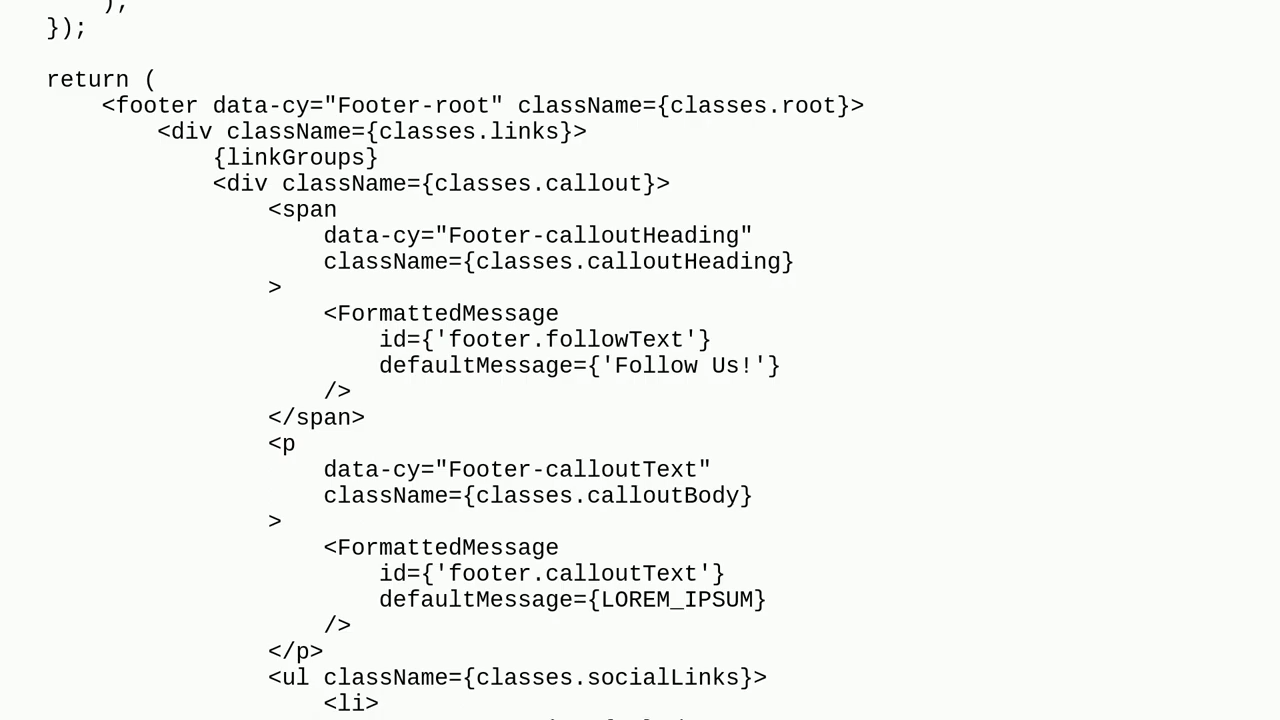 );
});
return (
<footer data-cy="Footer-root" className={classes.root}>
<div className={classes.links}>
{linkGroups}
<div className={classes.callout}>
<span
data-cy="Footer-calloutHeading"
className={classes.calloutHeading}
>
<FormattedMessage
id={'footer.followText'}
defaultMessage={'Follow Us!'}
/>
</span>
<p
data-cy="Footer-calloutText"
className={classes.calloutBody}
>
<FormattedMessage
id={'footer.calloutText'}
defaultMessage={LOREM_IPSUM}
/>
</p>
<ul className={classes.socialLinks}>
<li>